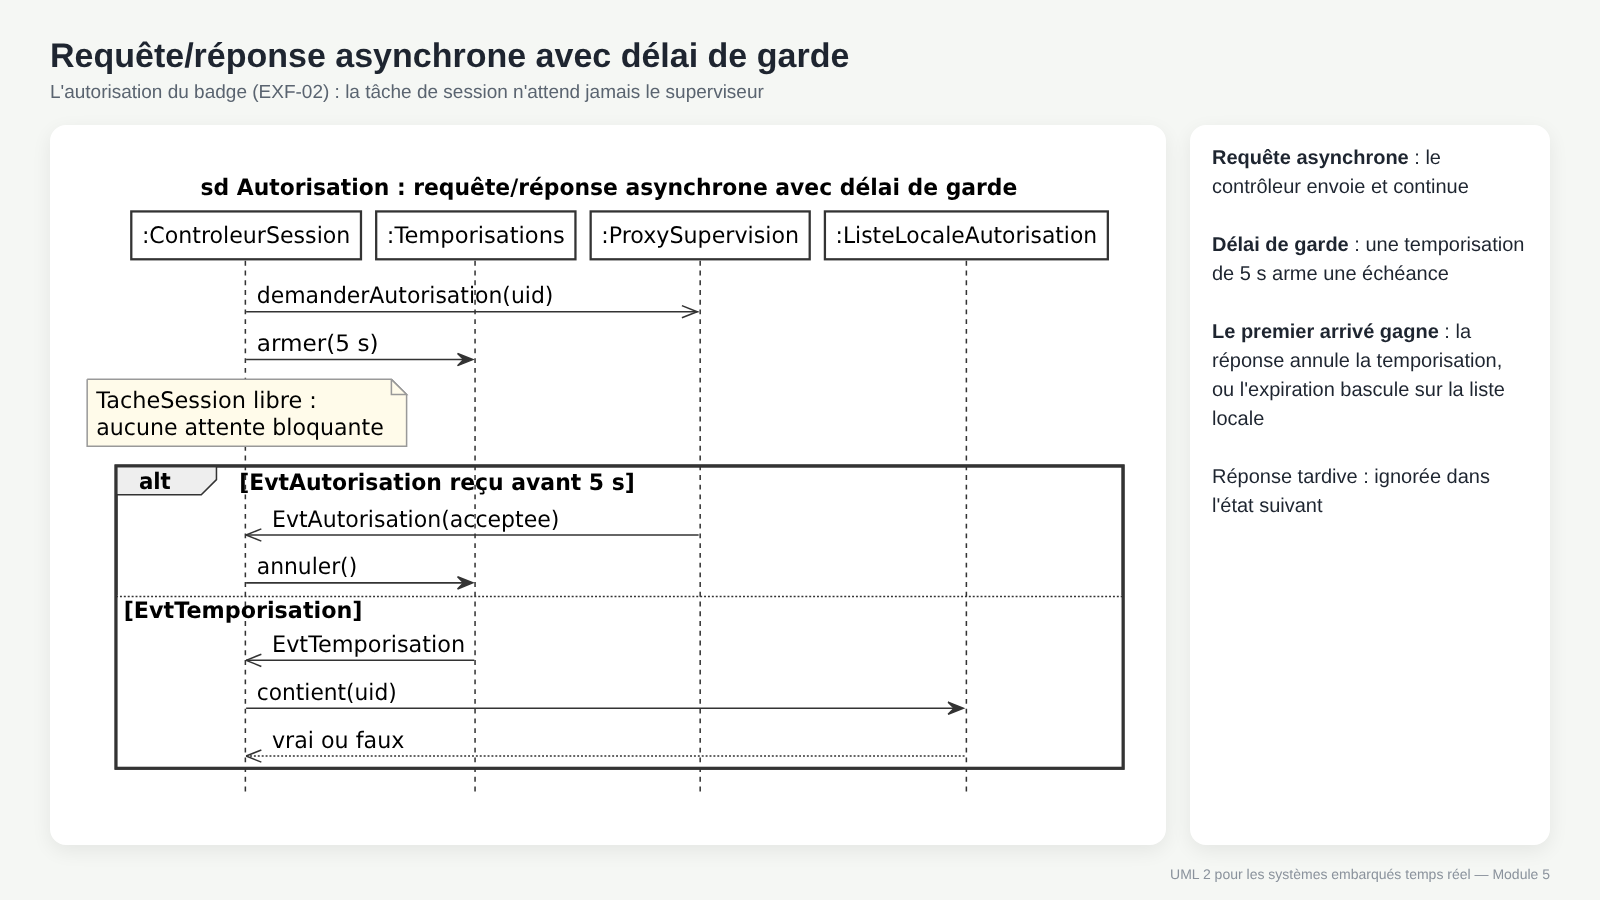 Requête/réponse asynchrone avec délai de garde
L'autorisation du badge (EXF-02) : la tâche de session n'attend jamais le superviseur
sd Autorisation : requête/réponse asynchrone avec délai de garde
:ControleurSession
:Temporisations
:ProxySupervision
:ListeLocaleAutorisation
demanderAutorisation(uid)
armer(5 s)
TacheSession libre :
aucune attente bloquante
alt
[EvtAutorisation reçu avant 5 s]
EvtAutorisation(acceptee)
annuler()
[EvtTemporisation]
EvtTemporisation
contient(uid)
vrai ou faux
Requête asynchrone : le
contrôleur envoie et continue
Délai de garde : une temporisation
de 5 s arme une échéance
Le premier arrivé gagne : la
réponse annule la temporisation,
ou l'expiration bascule sur la liste
locale
Réponse tardive : ignorée dans
l'état suivant
UML 2 pour les systèmes embarqués temps réel — Module 5